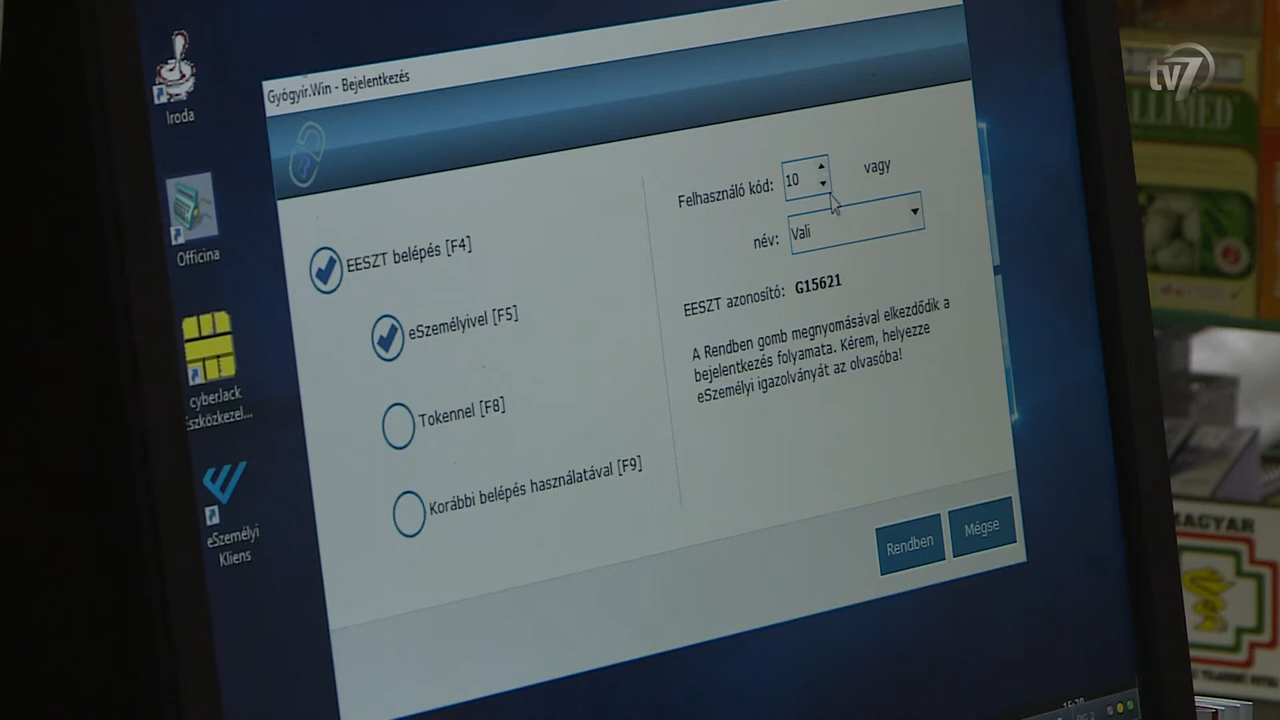 tv7
LLIMED
Iroda
Officina
cyberJack
Eszközkezel...
eSzemélyi
Kliens
Gyógyír.Win - Bejelentkezés
EESZT belépés [F4]
eSzemélyivel [F5]
Tokennel [F8]
Korábbi belépés használatával [F9]
Felhasználó kód: 10 vagy
név: Vali
EESZT azonosító: G15621
A Rendben gomb megnyomásával elkezdődik a
bejelentkezés folyamata. Kérem, helyezze
eSzemélyi igazolványát az olvasóba!
Rendben
Mégse
MAGYAR